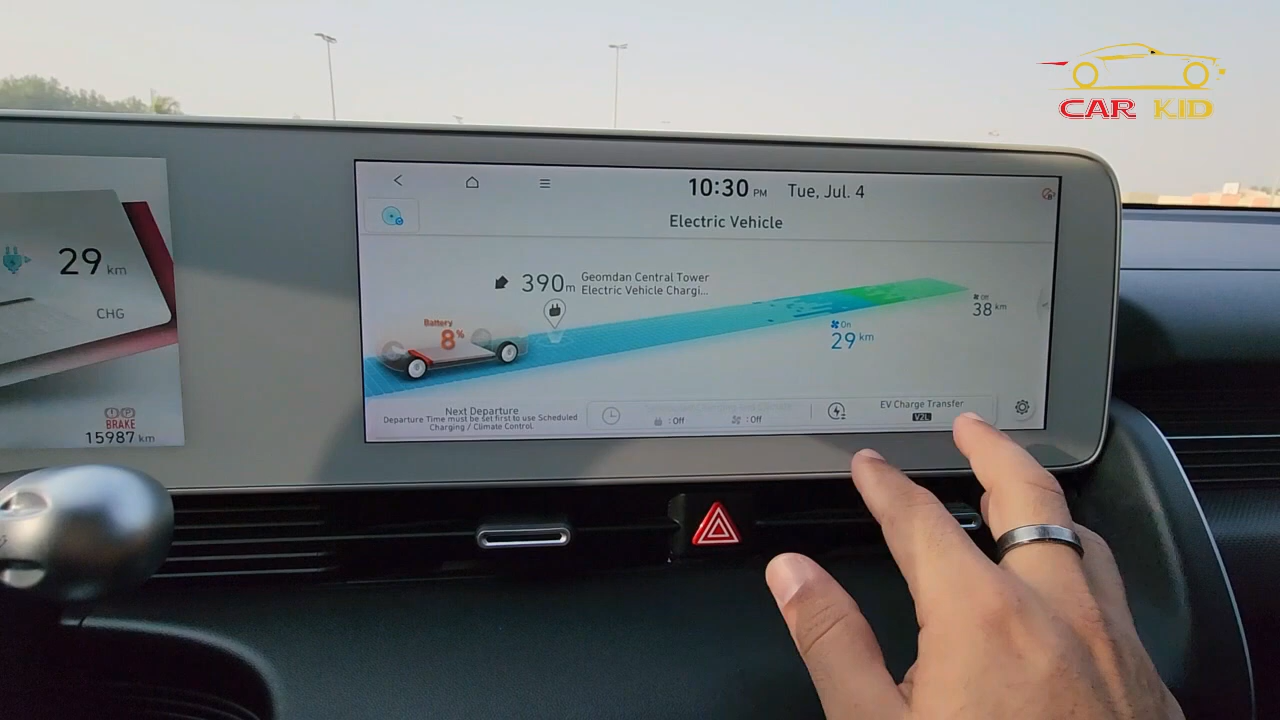 CAR KID
10:30 PM Tue, Jul. 4
Electric Vehicle
29 km
CHG
BRAKE
15987 km
390m
Geomdan Central Tower
Electric Vehicle Chargi...
Battery
8%
On
29 km
Off
38 km
Next Departure
Departure Time must be set first to use Scheduled
Charging / Climate Control.
: Off
: Off
EV Charge Transfer
V2L